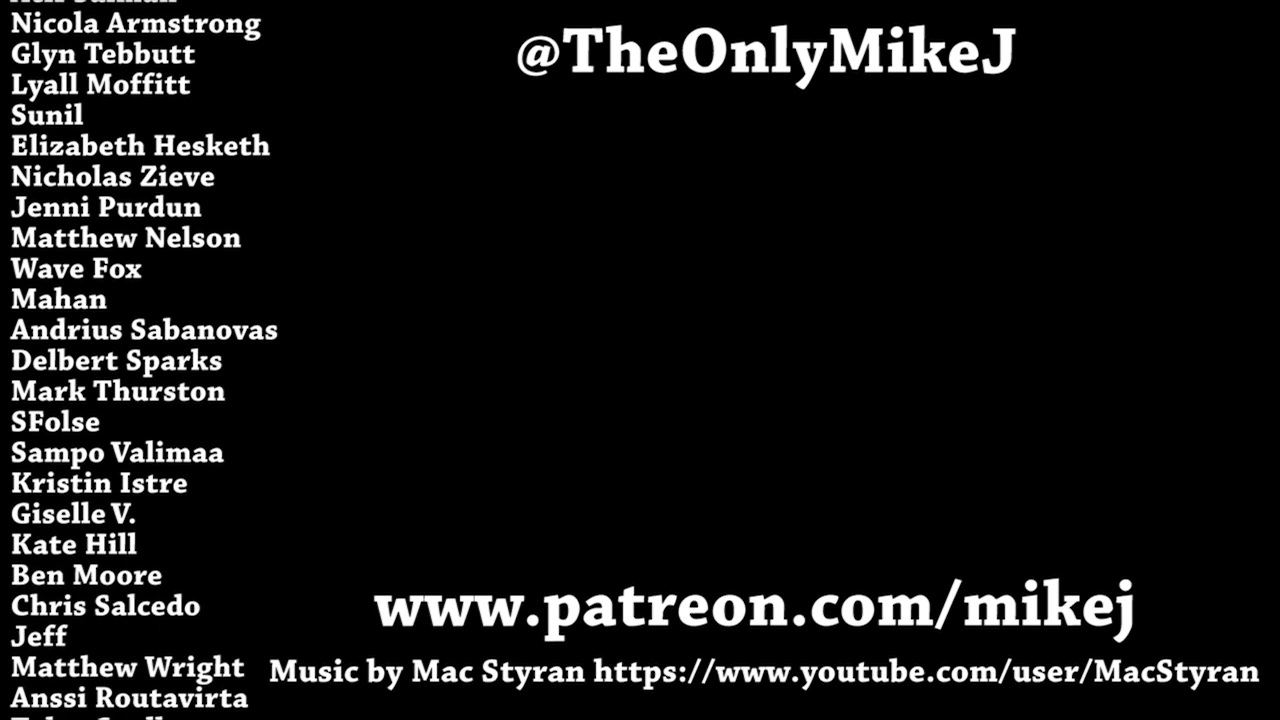 Nicola Armstrong
Glyn Tebbutt
Lyall Moffitt
Sunil
Elizabeth Hesketh
Nicholas Zieve
Jenni Purdun
Matthew Nelson
Wave Fox
Mahan
Andrius Sabanovas
Delbert Sparks
Mark Thurston
SFolse
Sampo Valimaa
Kristin Istre
Giselle V.
Kate Hill
Ben Moore
Chris Salcedo
Jeff
Matthew Wright
Anssi Routavirta
@TheOnlyMikeJ
www.patreon.com/mikej
Music by Mac Styran https://www.youtube.com/user/MacStyran